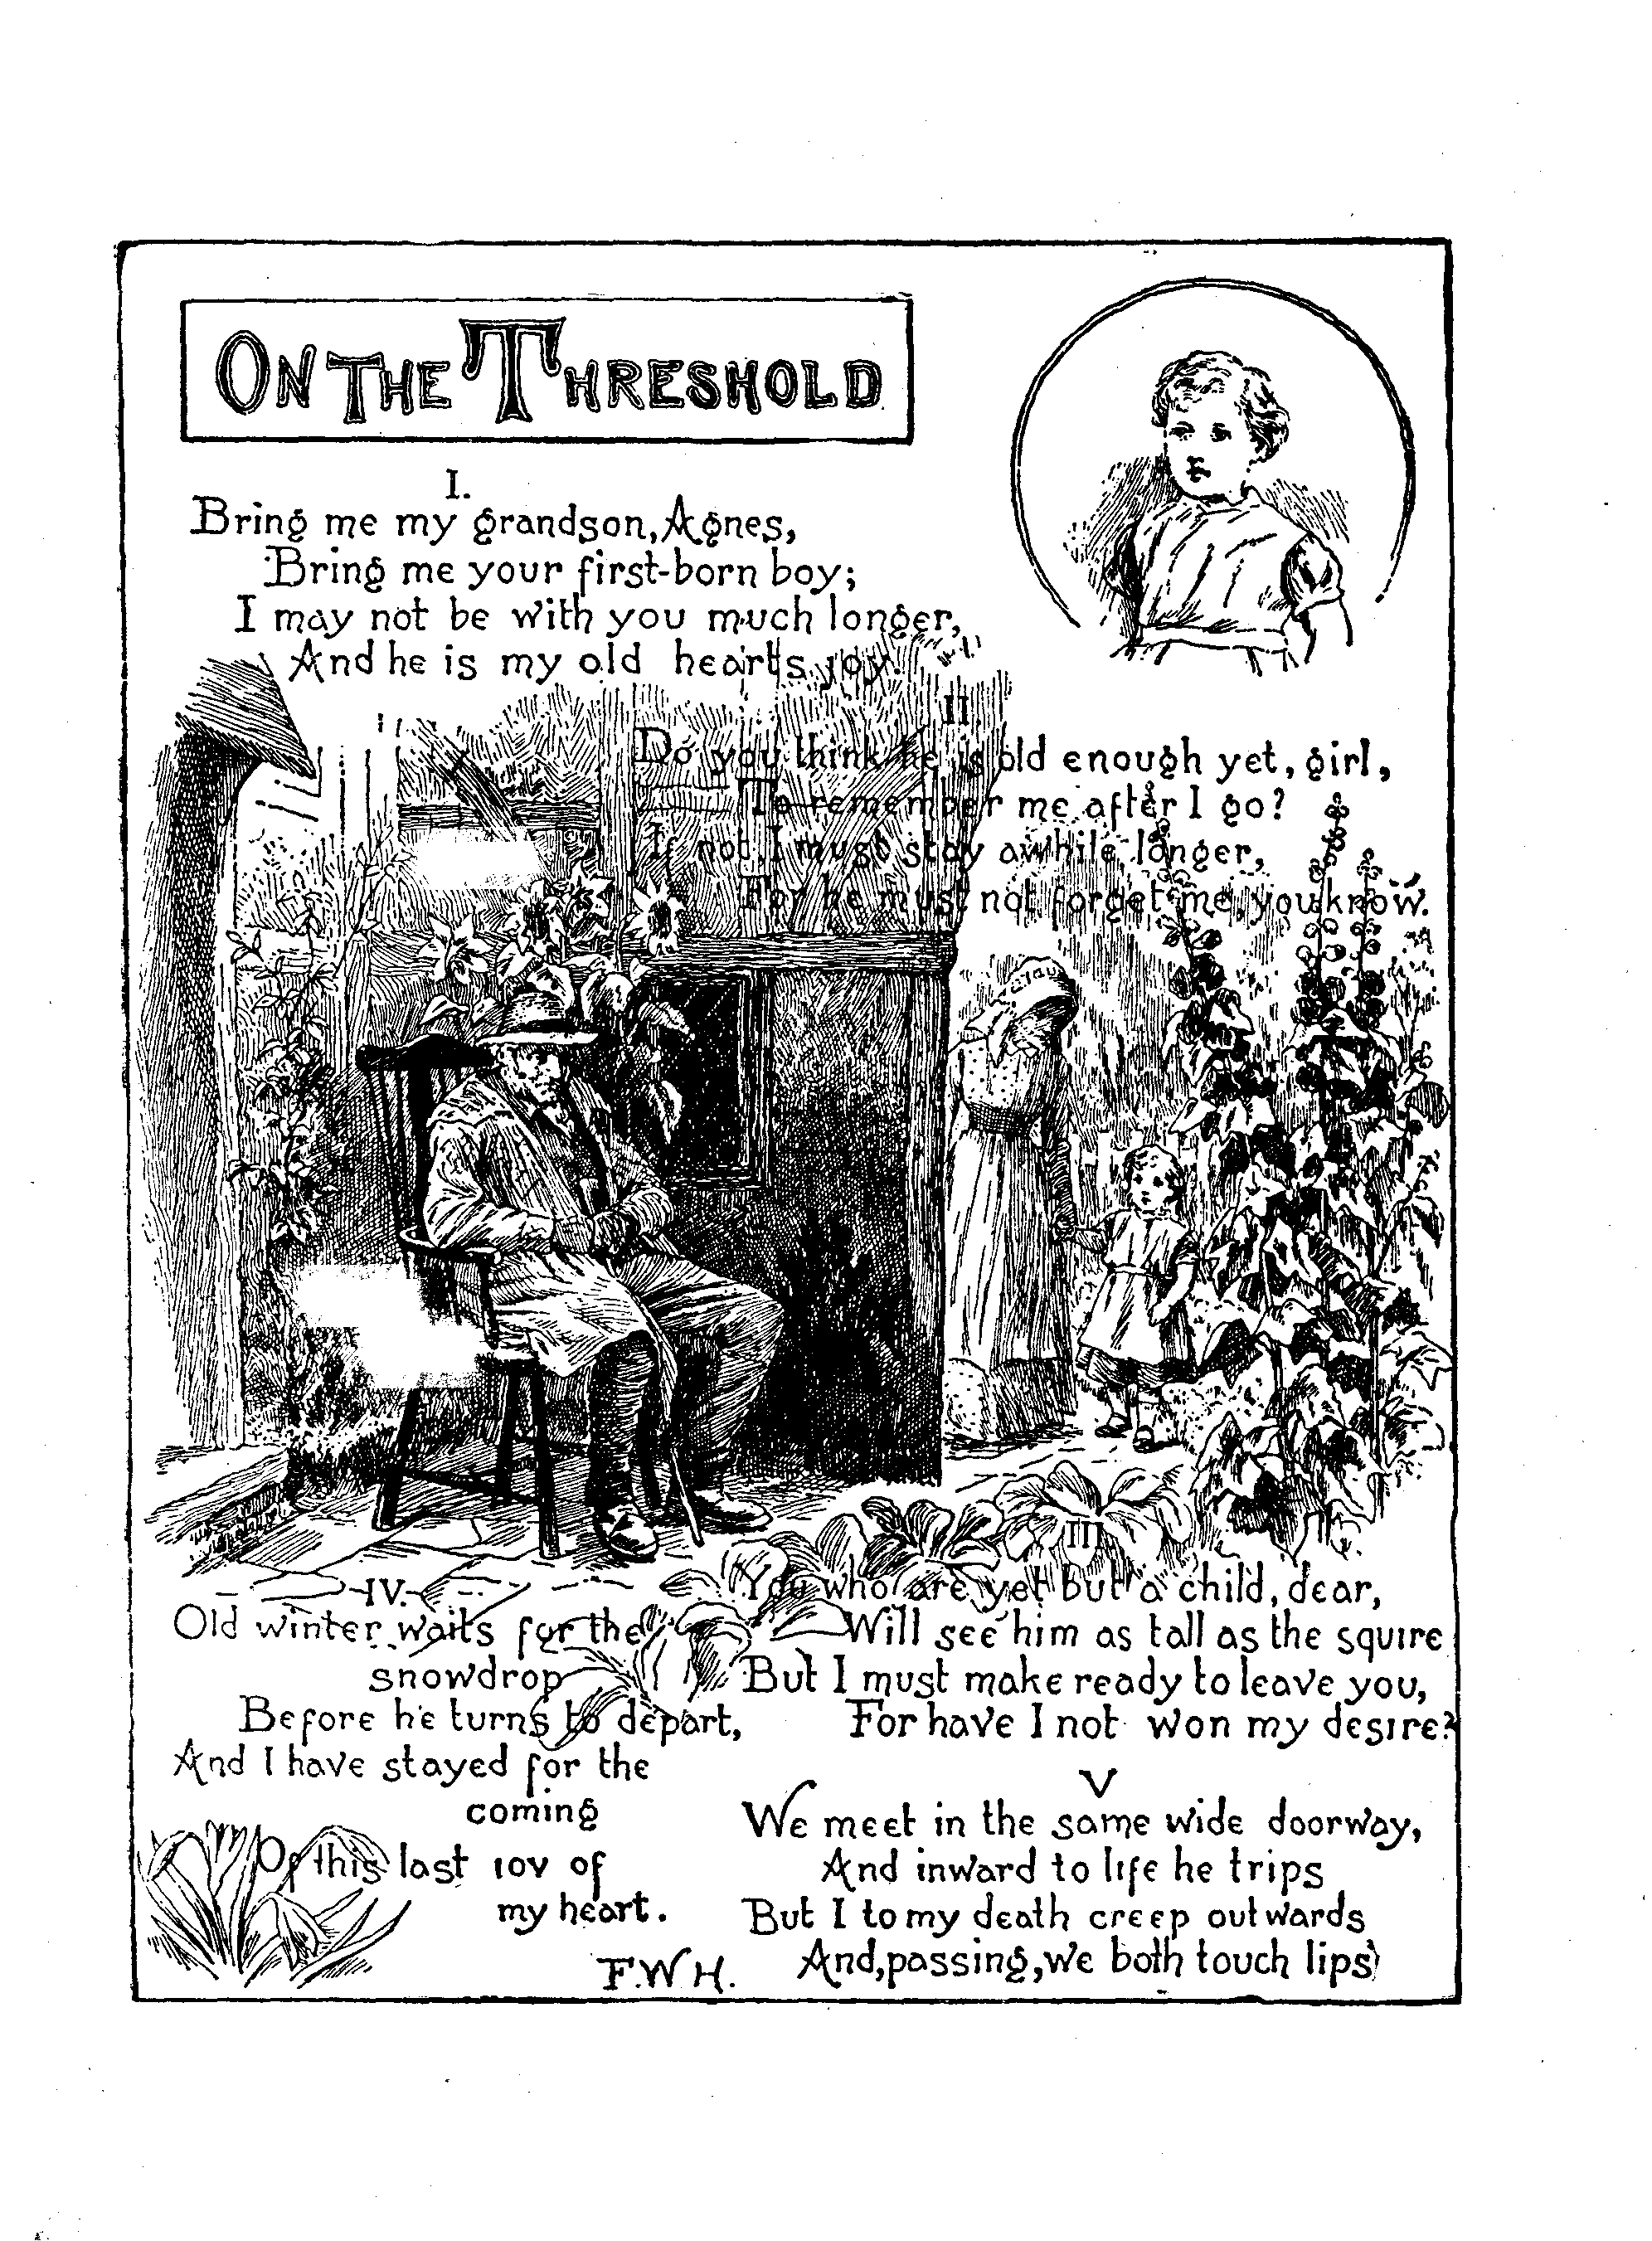 ON THE THRESHOLD
I.
Bring me my grandson, Agnes,
Bring me your first-born boy;
I may not be with you much longer,
And he is my old heart's joy.
II
Do you think he is old enough yet, girl,
To remember me after I go?
If not, I must stay awhile longer,
For he must not forget me, you know.
III
You who are yet but a child, dear,
Will see him as tall as the squire
But I must make ready to leave you,
For have I not won my desire?
IV.
Old winter waits for the
snowdrop
Before he turns to depart,
And I have stayed for the
coming
Of this last joy of
my heart.
V
We meet in the same wide doorway,
And inward to life he trips
But I to my death creep outwards
And, passing, we both touch lips
F.W H.